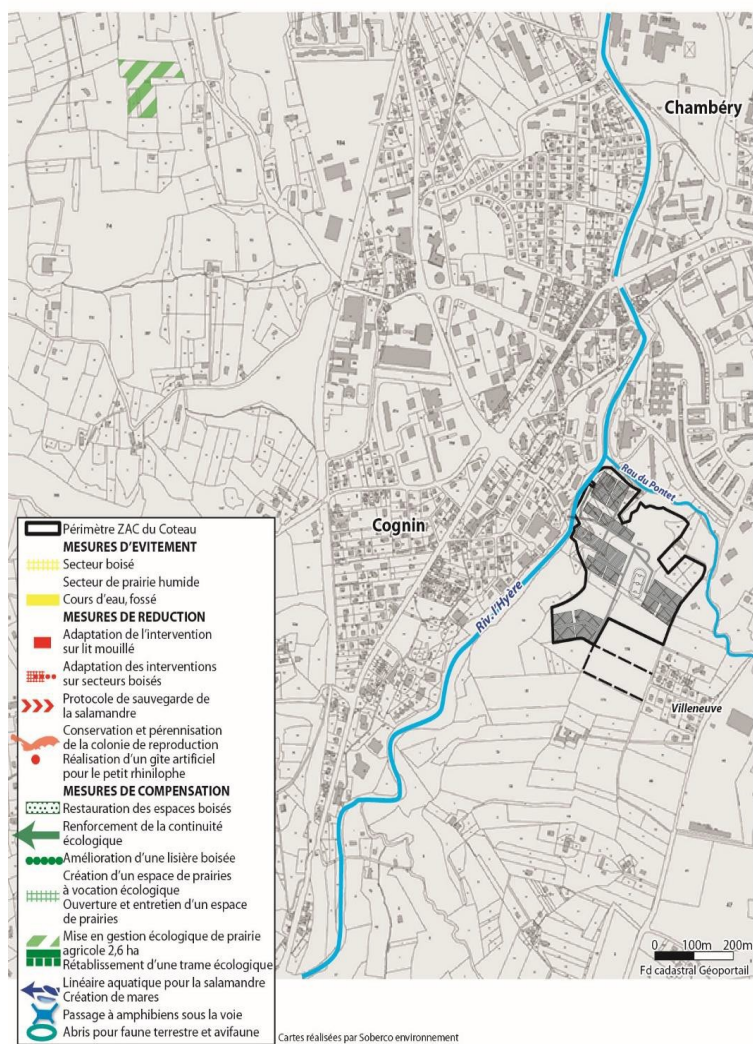 Chambéry
Rau du Pontet
Cognin
Riv. l'Hyère
Villeneuve
Périmètre ZAC du Coteau
MESURES D'EVITEMENT
Secteur boisé
Secteur de prairie humide
Cours d'eau, fossé
MESURES DE REDUCTION
Adaptation de l'intervention
sur lit mouillé
Adaptation des interventions
sur secteurs boisés
Protocole de sauvegarde de
la salamandre
Conservation et pérennisation
de la colonie de reproduction
Réalisation d'un gîte artificiel
pour le petit rhinilophe
MESURES DE COMPENSATION
Restauration des espaces boisés
Renforcement de la continuité
écologique
Amélioration d'une lisière boisée
Création d'un espace de prairies
à vocation écologique
Ouverture et entretien d'un espace
de prairies
Mise en gestion écologique de prairie
agricole 2,6 ha
Rétablissement d'une trame écologique
Linéaire aquatique pour la salamandre
Création de mares
Passage à amphibiens sous la voie
Abris pour faune terrestre et avifaune
0 100m 200m
Fd cadastral Géoportail
Cartes réalisées par Soberco environnement